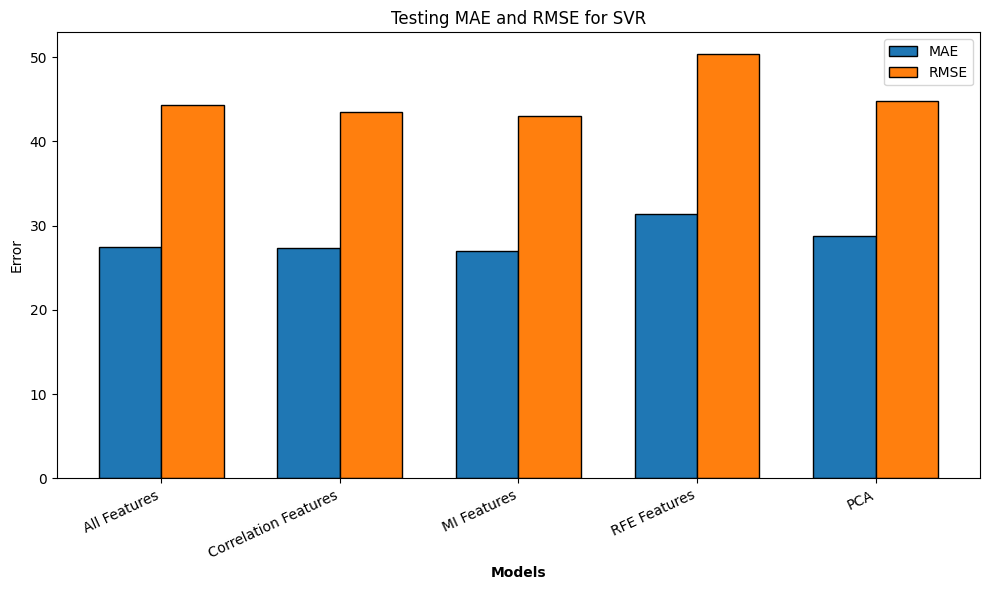 Testing MAE and RMSE for SVR
MAE
RMSE
Error
50
40
30
20
10
0
All Features
Correlation Features
MI Features
RFE Features
PCA
Models